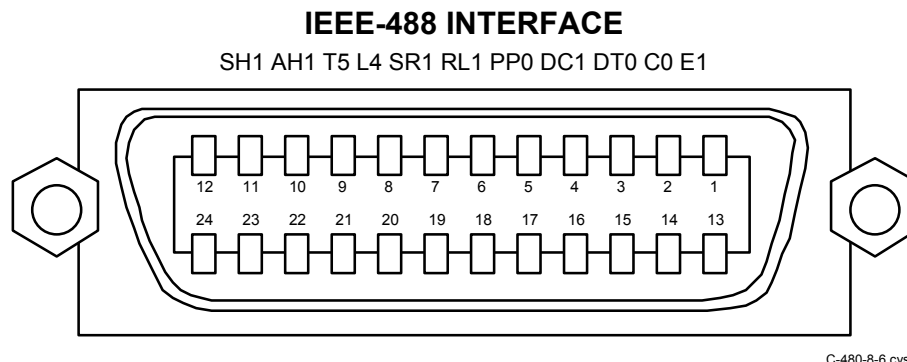 IEEE-488 INTERFACE
SH1 AH1 T5 L4 SR1 RL1 PP0 DC1 DT0 C0 E1
12 11 10 9 8 7 6 5 4 3 2 1
24 23 22 21 20 19 18 17 16 15 14 13